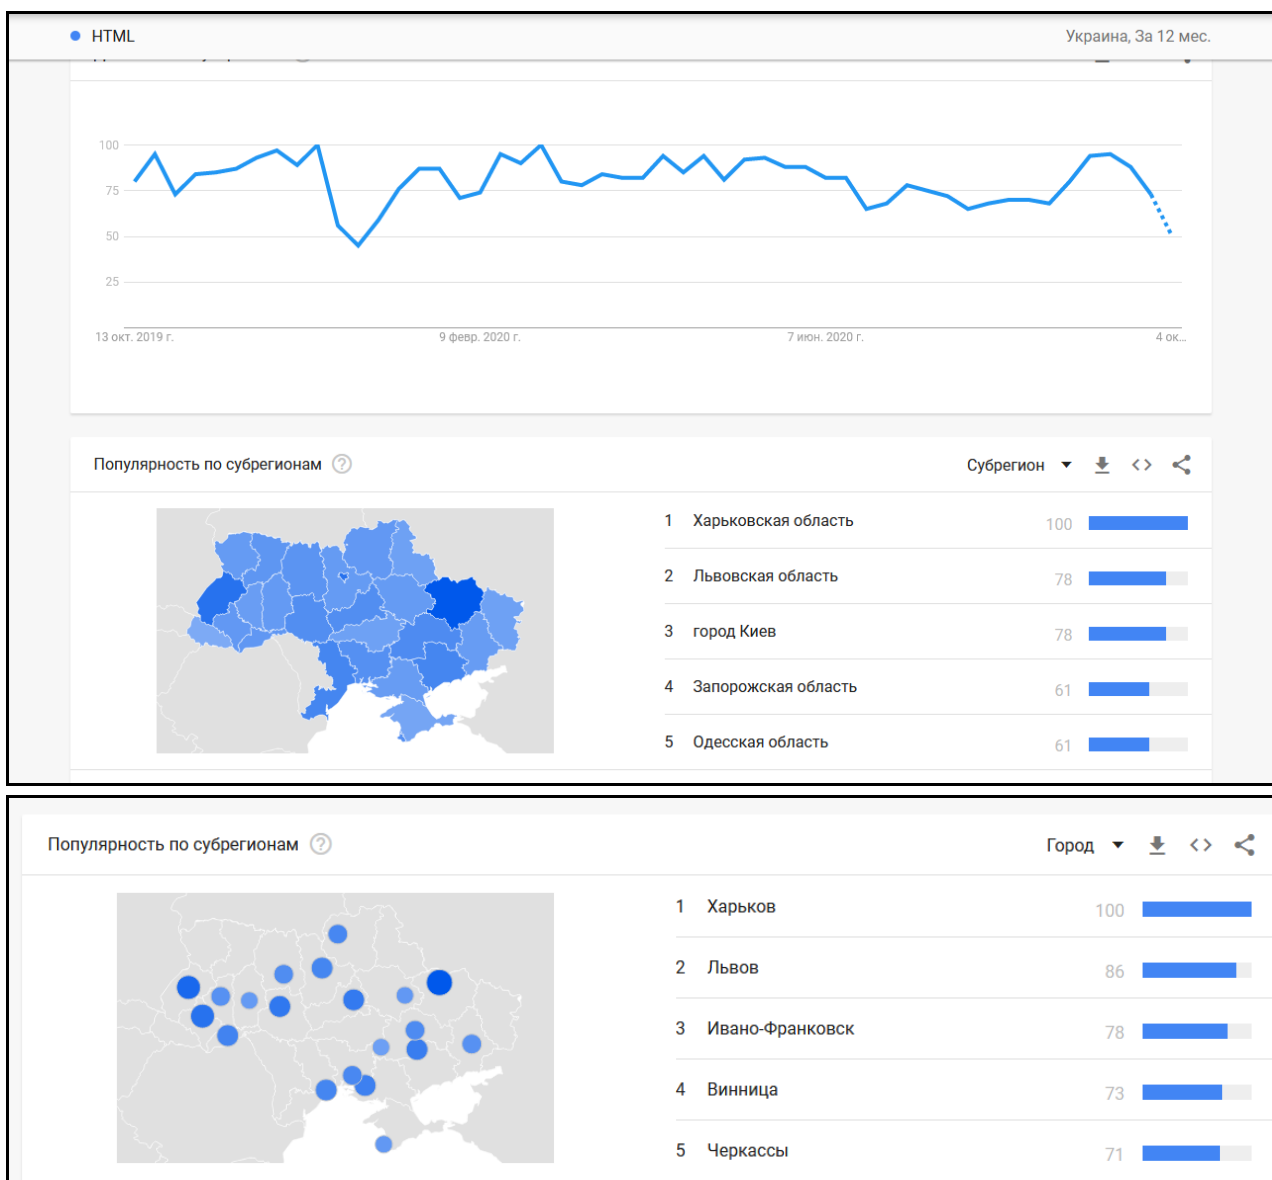 HTML
Украина, За 12 мес.
100
75
50
25
13 окт. 2019 г.
9 февр. 2020 г.
7 июн. 2020 г.
4 ок...
Популярность по субрегионам ?
Субрегион
1 Харьковская область 100
2 Львовская область 78
3 город Киев 78
4 Запорожская область 61
5 Одесская область 61
Популярность по субрегионам ?
Город
1 Харьков 100
2 Львов 86
3 Ивано-Франковск 78
4 Винница 73
5 Черкассы 71